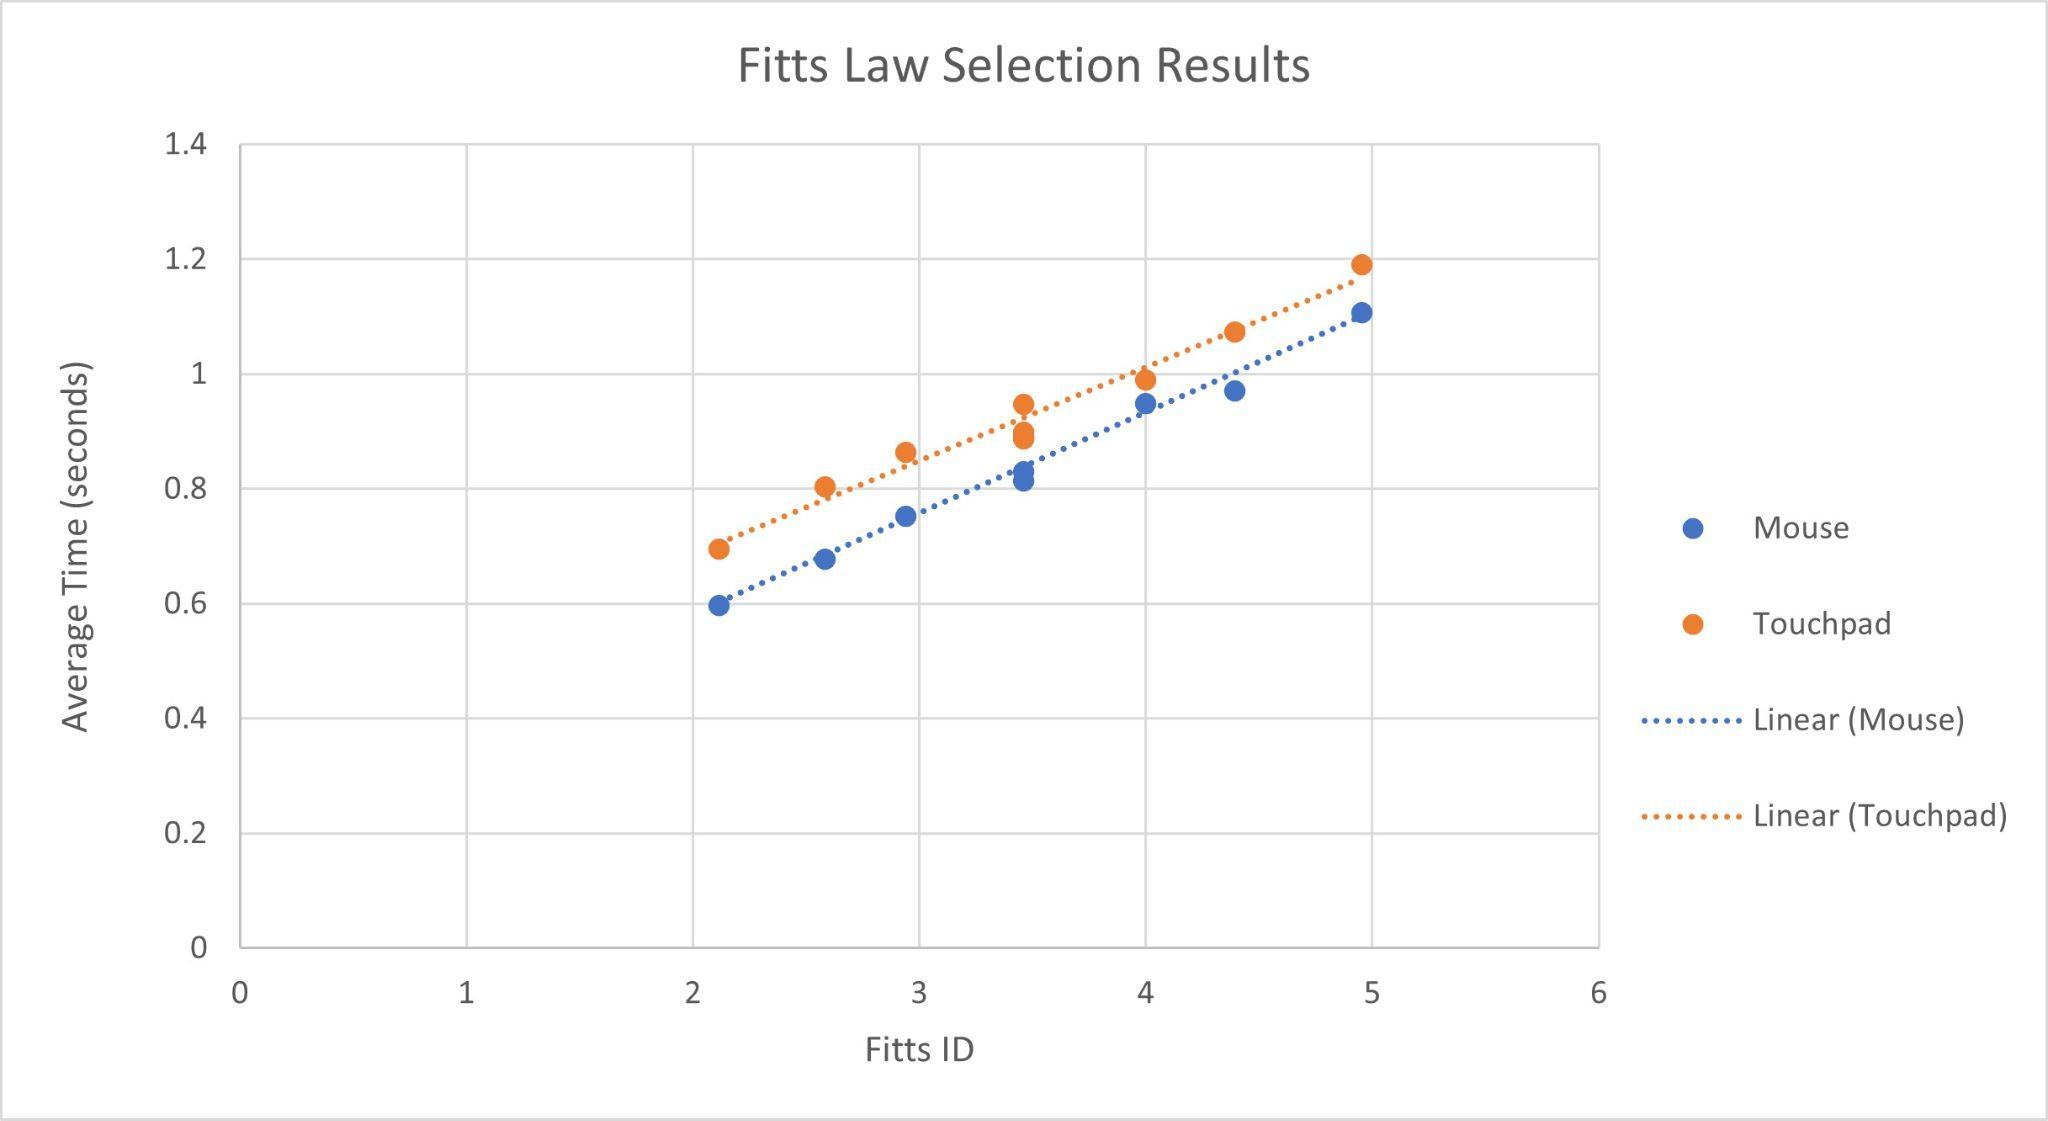 Fitts Law Selection Results
1.4
1.2
1
0.8
0.6
0.4
0.2
0
Average Time (seconds)
0 1 2 3 4 5 6
Fitts ID
Mouse
Touchpad
Linear (Mouse)
Linear (Touchpad)